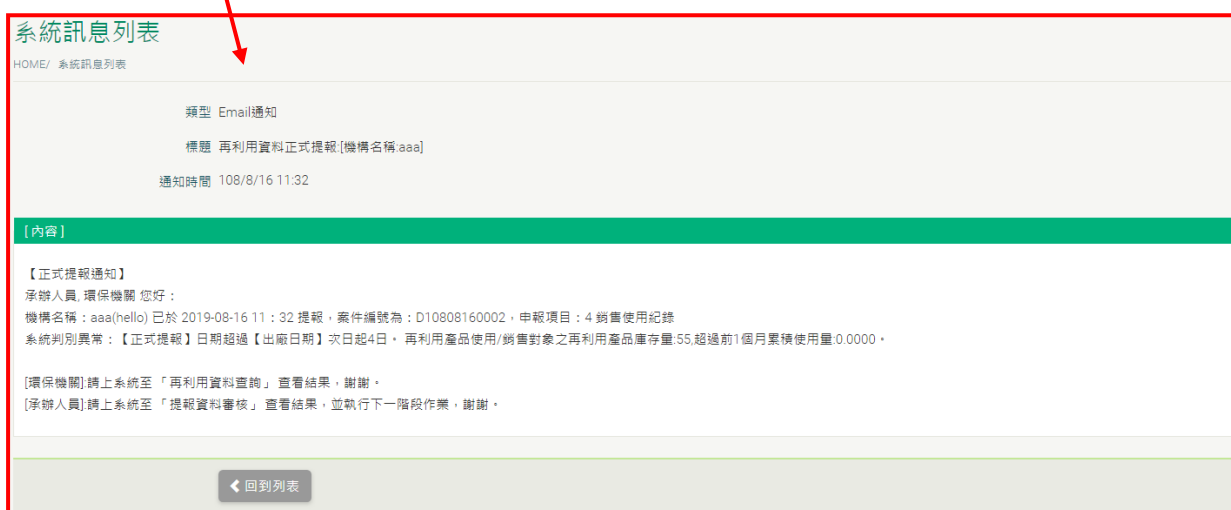 系統訊息列表
HOME/ 系統訊息列表
類型 Email通知
標題 再利用資料正式提報:[機構名稱:aaa]
通知時間 108/8/16 11:32
[ 內容 ]
【正式提報通知】
承辦人員, 環保機關 您好：
機構名稱：aaa(hello) 已於 2019-08-16 11：32 提報，案件編號為：D10808160002，申報項目：4 銷售使用紀錄
系統判別異常：【正式提報】日期超過【出廠日期】次日起4日。 再利用產品使用/銷售對象之再利用產品庫存量:55,超過前1個月累積使用量:0.0000。
[環保機關]:請上系統至 「再利用資料查詢」 查看結果，謝謝。
[承辦人員]:請上系統至 「提報資料審核」 查看結果，並執行下一階段作業，謝謝。
回到列表